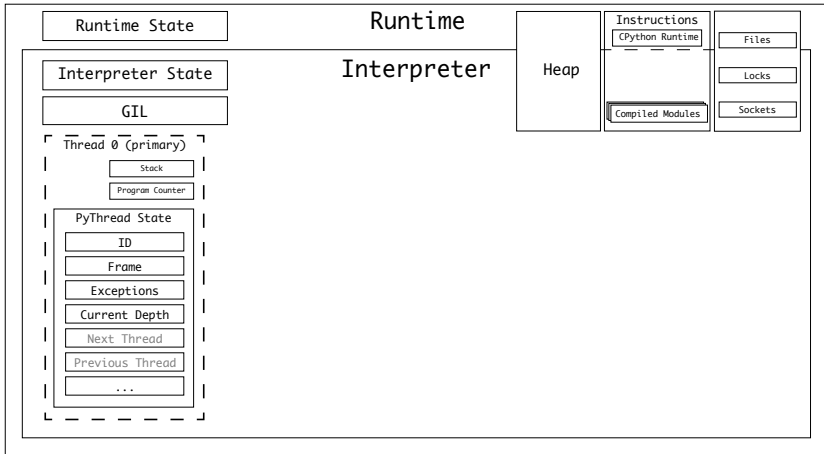 Runtime State
Runtime
Interpreter State
Interpreter
GIL
Heap
Instructions
CPython Runtime
Compiled Modules
Files
Locks
Sockets
Thread 0 (primary)
Stack
Program Counter
PyThread State
ID
Frame
Exceptions
Current Depth
Next Thread
Previous Thread
...